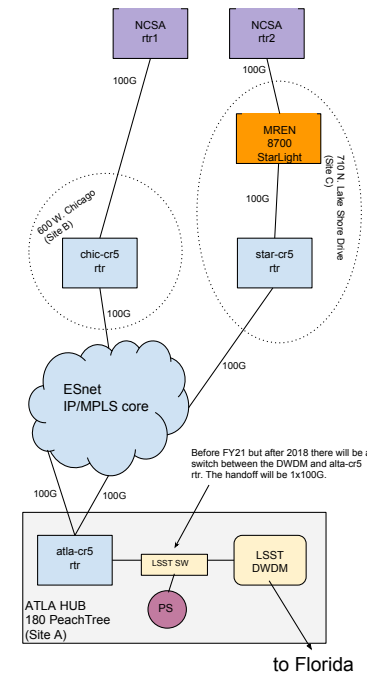 NCSA
rtr1
NCSA
rtr2
100G
100G
MREN
8700
StarLight
710 N. Lake Shore Drive
(Site C)
600 W. Chicago
(Site B)
100G
chic-cr5
rtr
star-cr5
rtr
100G
100G
ESnet
IP/MPLS core
Before FY21 but after 2018 there will be a
switch between the DWDM and alta-cr5
rtr. The handoff will be 1x100G.
100G
100G
atla-cr5
rtr
LSST SW
LSST
DWDM
PS
ATLA HUB
180 PeachTree
(Site A)
to Florida